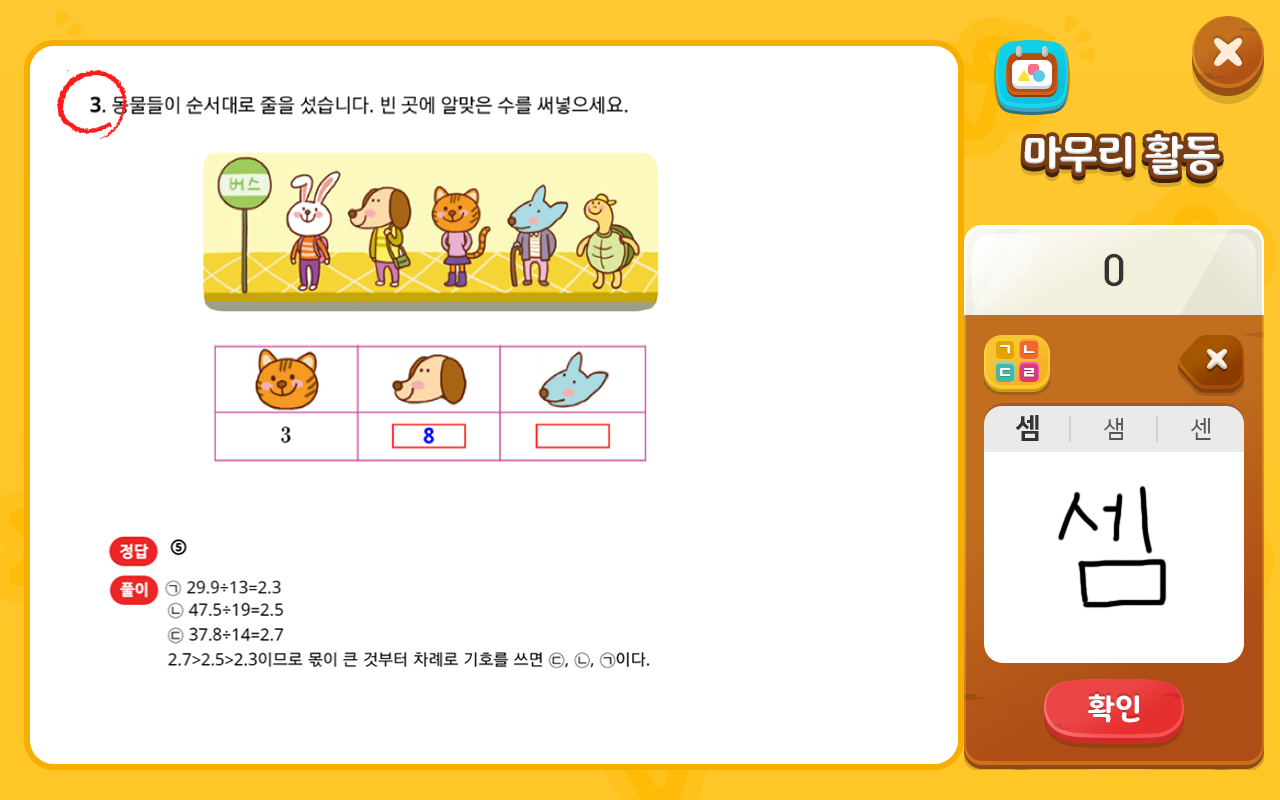 3. 동물들이 순서대로 줄을 섰습니다. 빈 곳에 알맞은 수를 써넣으세요.
버스
3
8
정답 ⑤
풀이 ㉠ 29.9÷13=2.3
㉡ 47.5÷19=2.5
㉢ 37.8÷14=2.7
2.7>2.5>2.3이므로 몫이 큰 것부터 차례로 기호를 쓰면 ㉢, ㉡, ㉠이다.
마무리 활동
0
ㄱ ㄴ
ㄷ ㄹ
셈 샘 센
셈
확인